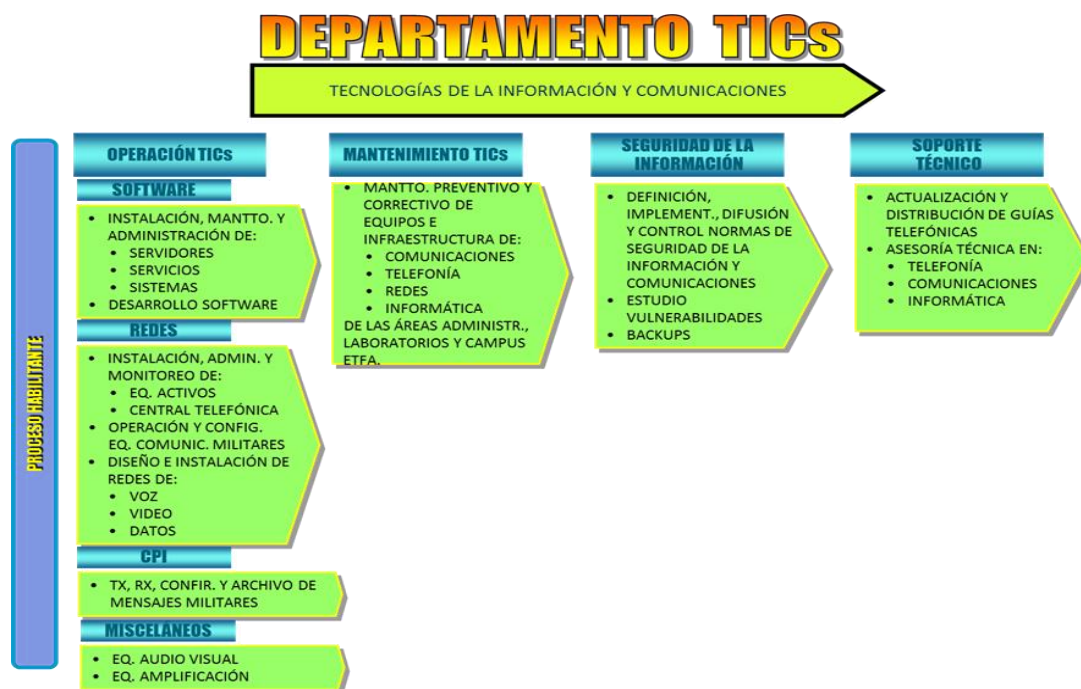 DEPARTAMENTO TICs
TECNOLOGÍAS DE LA INFORMACIÓN Y COMUNICACIONES
PROCESO HABILITANTE
OPERACIÓN TICs
SOFTWARE
• INSTALACIÓN, MANTTO. Y
ADMINISTRACIÓN DE:
• SERVIDORES
• SERVICIOS
• SISTEMAS
• DESARROLLO SOFTWARE
REDES
• INSTALACIÓN, ADMIN. Y
MONITOREO DE:
• EQ. ACTIVOS
• CENTRAL TELEFÓNICA
• OPERACIÓN Y CONFIG.
EQ. COMUNIC. MILITARES
• DISEÑO E INSTALACIÓN DE
REDES DE:
• VOZ
• VIDEO
• DATOS
CPI
• TX, RX, CONFIR. Y ARCHIVO DE
MENSAJES MILITARES
MISCELÁNEOS
• EQ. AUDIO VISUAL
• EQ. AMPLIFICACIÓN
MANTENIMIENTO TICs
• MANTTO. PREVENTIVO Y
CORRECTIVO DE
EQUIPOS E
INFRAESTRUCTURA DE:
• COMUNICACIONES
• TELEFONÍA
• REDES
• INFORMÁTICA
DE LAS ÁREAS ADMINISTR.,
LABORATORIOS Y CAMPUS
ETFA.
SEGURIDAD DE LA
INFORMACIÓN
• DEFINICIÓN,
IMPLEMENT., DIFUSIÓN
Y CONTROL NORMAS DE
SEGURIDAD DE LA
INFORMACIÓN Y
COMUNICACIONES
• ESTUDIO
VULNERABILIDADES
• BACKUPS
SOPORTE
TÉCNICO
• ACTUALIZACIÓN Y
DISTRIBUCIÓN DE GUÍAS
TELEFÓNICAS
• ASESORÍA TÉCNICA EN:
• TELEFONÍA
• COMUNICACIONES
• INFORMÁTICA